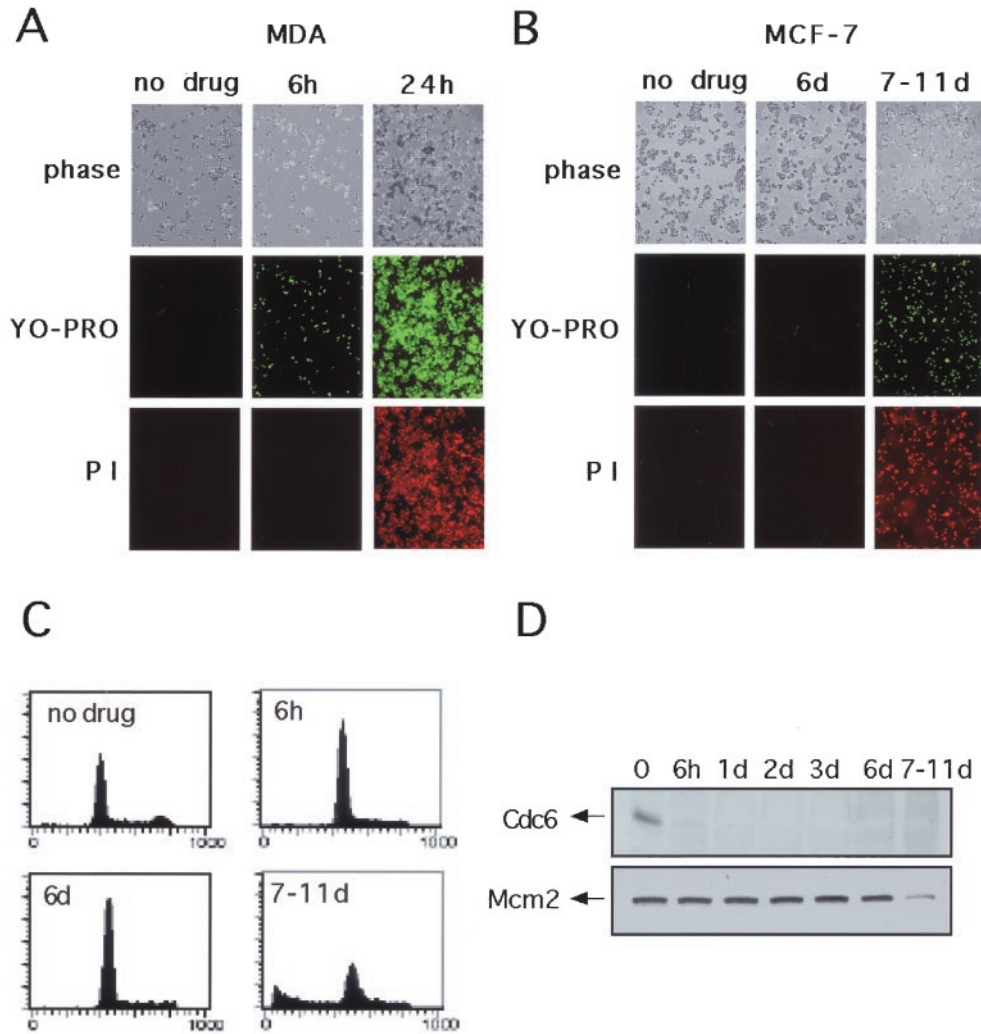 A
MDA
no drug 6h 24h
phase
YO-PRO
PI
B
MCF-7
no drug 6d 7-11d
phase
YO-PRO
PI
C
no drug
0 1000
6h
0 1000
6d
0 1000
7-11d
0 1000
D
0 6h 1d 2d 3d 6d 7-11d
Cdc6
Mcm2